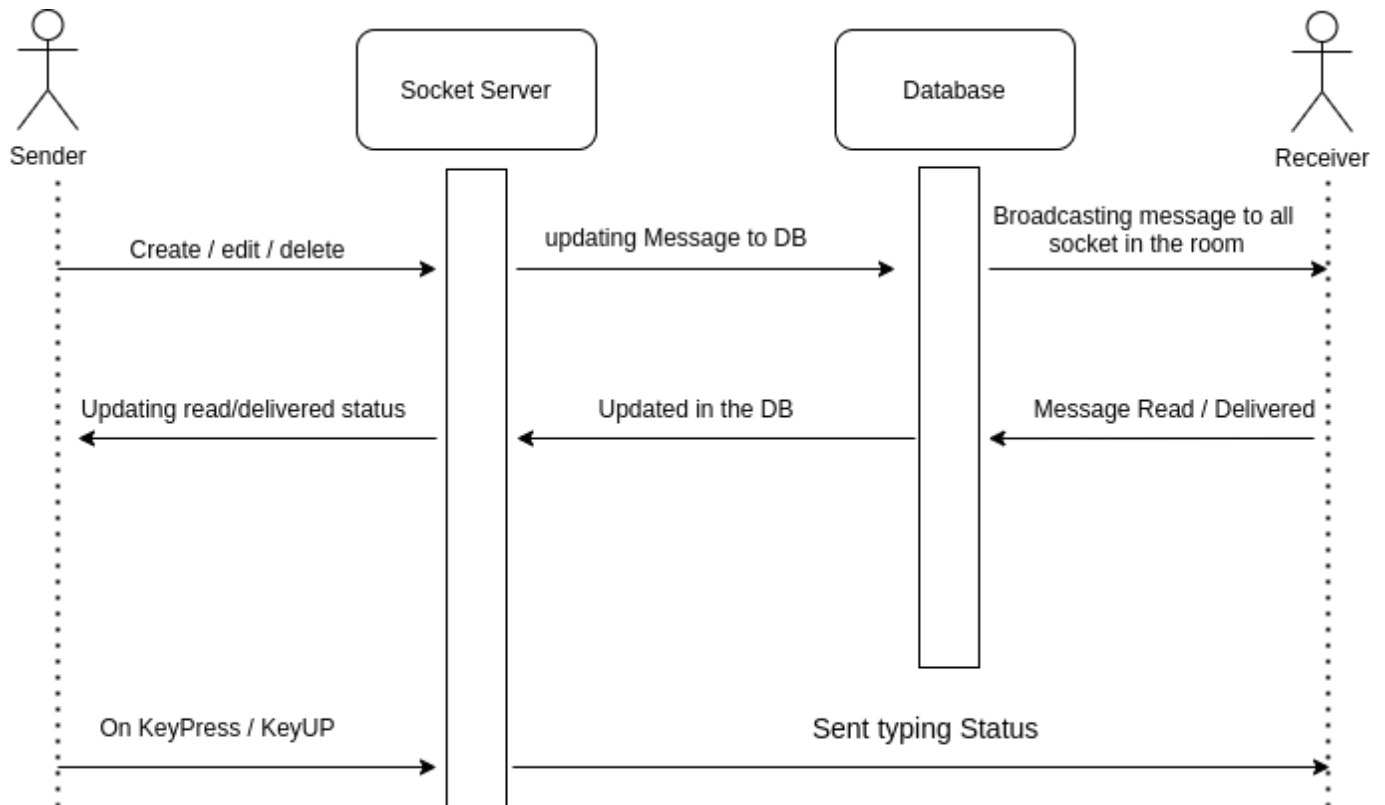 Socket Server
Database
Sender
Receiver
Create / edit / delete
updating Message to DB
Broadcasting message to all
socket in the room
Updating read/delivered status
Updated in the DB
Message Read / Delivered
On KeyPress / KeyUP
Sent typing Status